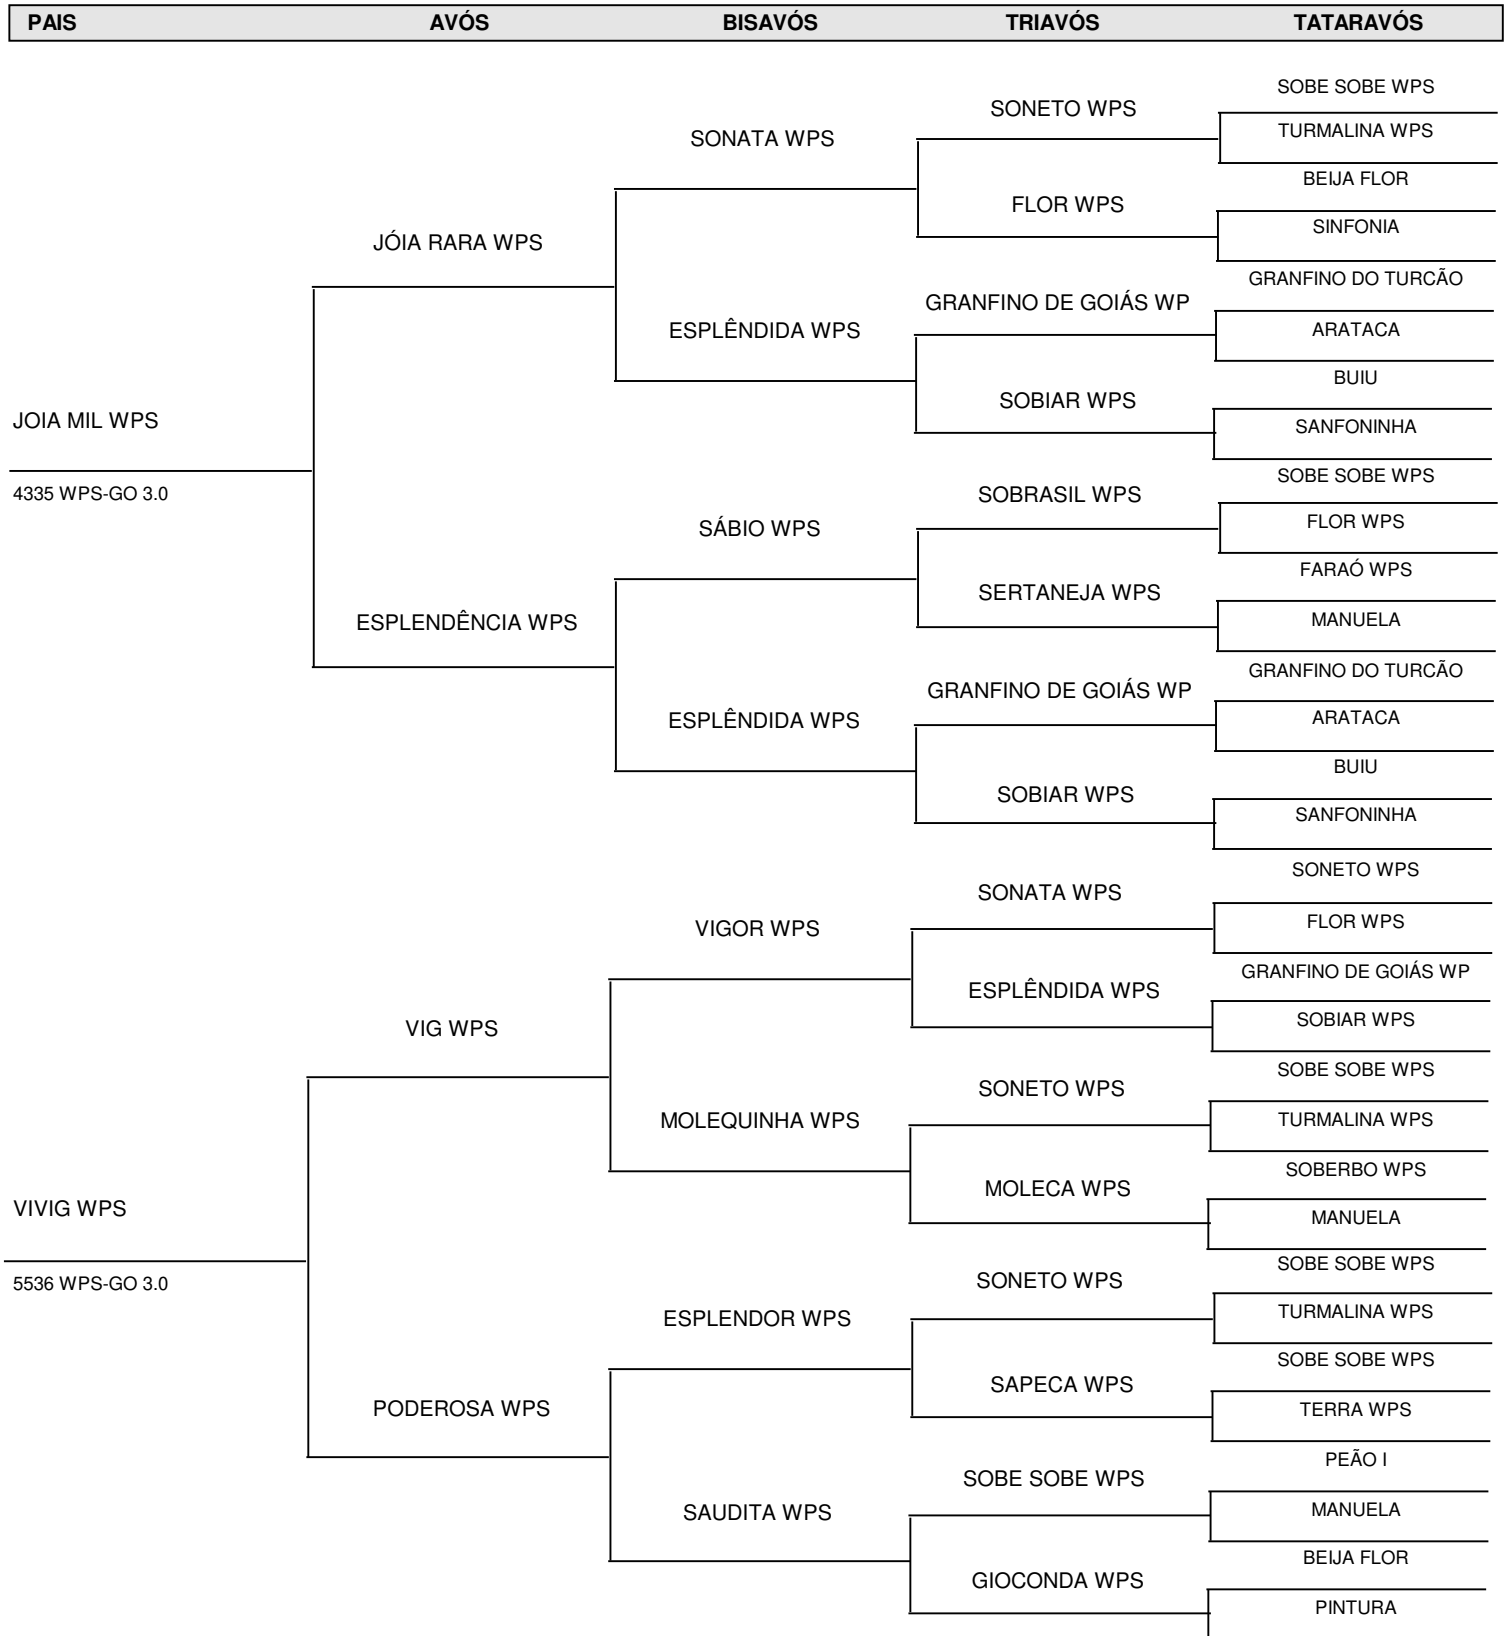 PAIS AVÓS BISAVÓS TRIAVÓS TATARAVÓS
SOBE SOBE WPS
SONETO WPS
TURMALINA WPS
SONATA WPS
BEIJA FLOR
FLOR WPS
SINFONIA
JÓIA RARA WPS
GRANFINO DO TURCÃO
GRANFINO DE GOIÁS WP
ARATACA
ESPLÊNDIDA WPS
BUIU
SOBIAR WPS
SANFONINHA
JOIA MIL WPS
4335 WPS-GO 3.0
SOBE SOBE WPS
SOBRASIL WPS
FLOR WPS
SÁBIO WPS
FARAÓ WPS
SERTANEJA WPS
MANUELA
ESPLENDÊNCIA WPS
GRANFINO DO TURCÃO
GRANFINO DE GOIÁS WP
ARATACA
ESPLÊNDIDA WPS
BUIU
SOBIAR WPS
SANFONINHA
SONETO WPS
SONATA WPS
FLOR WPS
VIGOR WPS
GRANFINO DE GOIÁS WP
ESPLÊNDIDA WPS
SOBIAR WPS
VIG WPS
SOBE SOBE WPS
SONETO WPS
TURMALINA WPS
MOLEQUINHA WPS
SOBERBO WPS
MOLECA WPS
MANUELA
VIVIG WPS
5536 WPS-GO 3.0
SOBE SOBE WPS
SONETO WPS
TURMALINA WPS
ESPLENDOR WPS
SOBE SOBE WPS
SAPECA WPS
TERRA WPS
PODEROSA WPS
PEÃO I
SOBE SOBE WPS
MANUELA
SAUDITA WPS
BEIJA FLOR
GIOCONDA WPS
PINTURA